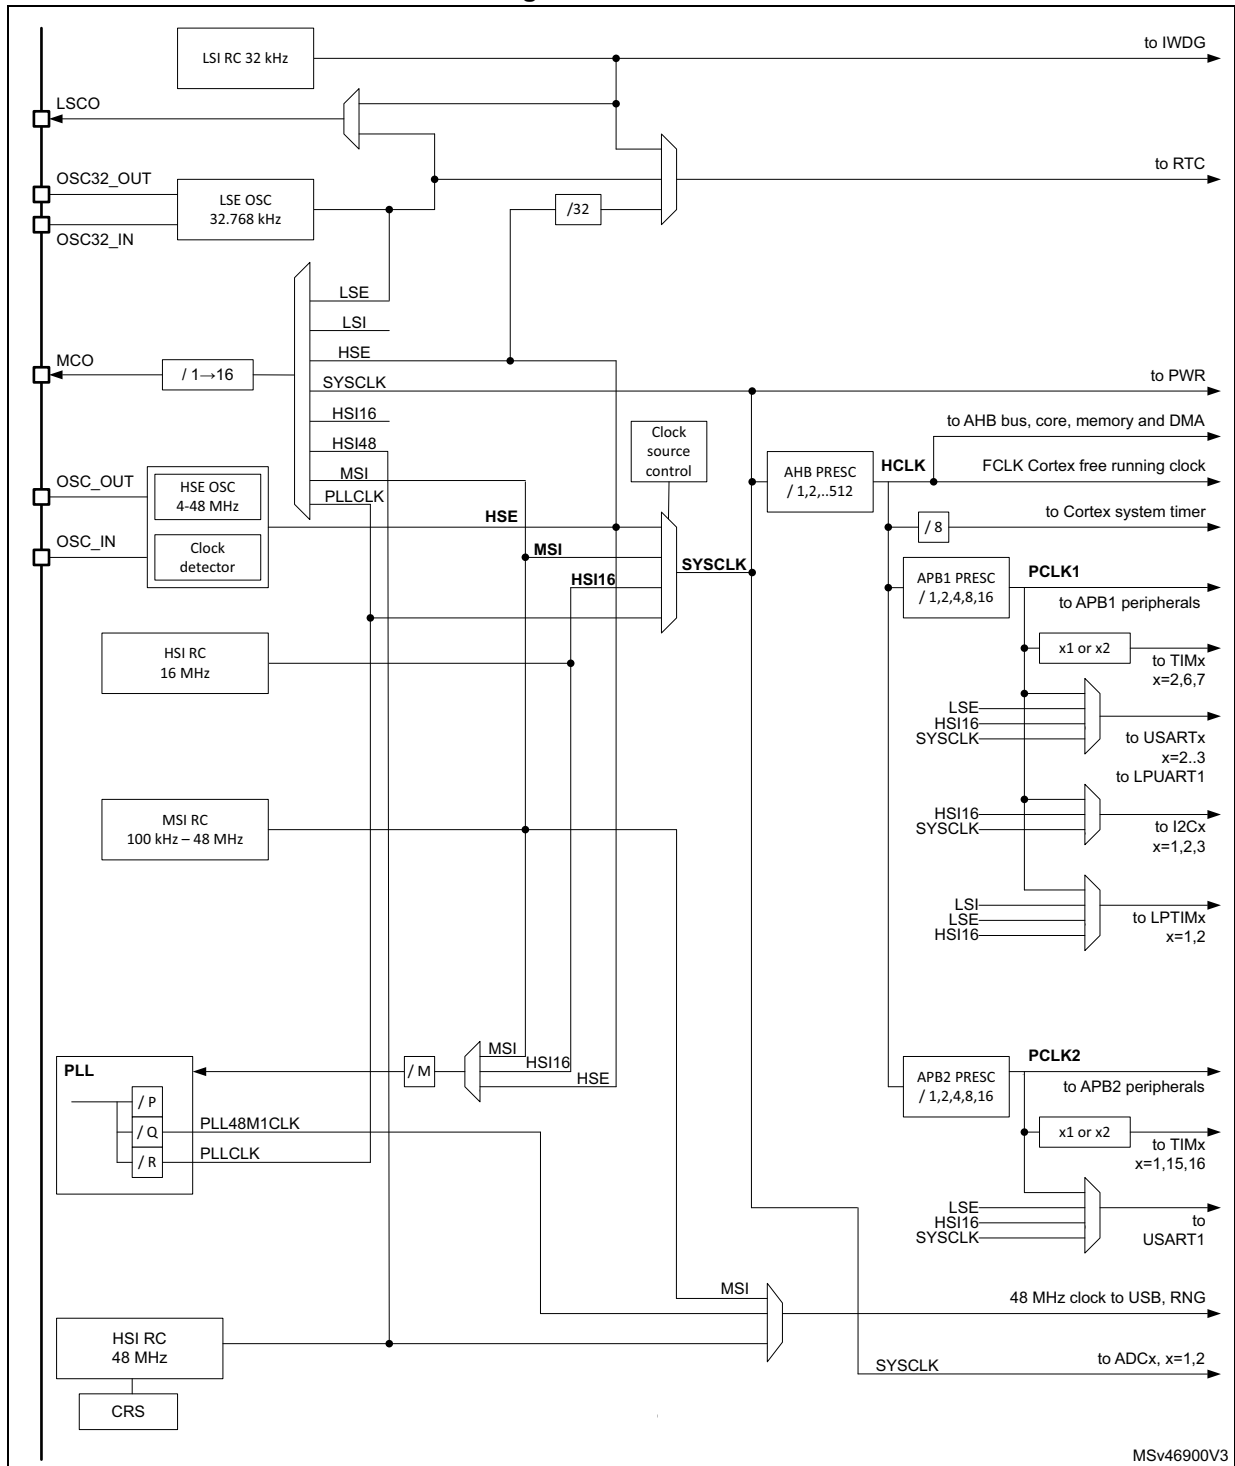 LSI RC 32 kHz
to IWDG
LSCO
to RTC
OSC32_OUT
LSE OSC
32.768 kHz
/32
OSC32_IN
LSE
LSI
MCO
/ 1→16
HSE
to PWR
SYSCLK
HSI16
to AHB bus, core, memory and DMA
Clock
source
control
HSI48
MSI
AHB PRESC
/ 1,2,..512
HCLK
FCLK Cortex free running clock
OSC_OUT
HSE OSC
4-48 MHz
PLLCLK
HSE
/ 8
to Cortex system timer
OSC_IN
Clock
detector
MSI
SYSCLK
HSI16
APB1 PRESC
/ 1,2,4,8,16
PCLK1
to APB1 peripherals
HSI RC
16 MHz
x1 or x2
to TIMx
x=2,6,7
LSE
HSI16
SYSCLK
to USARTx
x=2..3
to LPUART1
MSI RC
100 kHz – 48 MHz
HSI16
SYSCLK
to I2Cx
x=1,2,3
LSI
LSE
HSI16
to LPTIMx
x=1,2
MSI
HSI16
HSE
/ M
PLL
/ P
/ Q
/ R
PLL48M1CLK
PLLCLK
APB2 PRESC
/ 1,2,4,8,16
PCLK2
to APB2 peripherals
x1 or x2
to TIMx
x=1,15,16
LSE
HSI16
SYSCLK
to
USART1
MSI
48 MHz clock to USB, RNG
HSI RC
48 MHz
SYSCLK
to ADCx, x=1,2
CRS
MSv46900V3